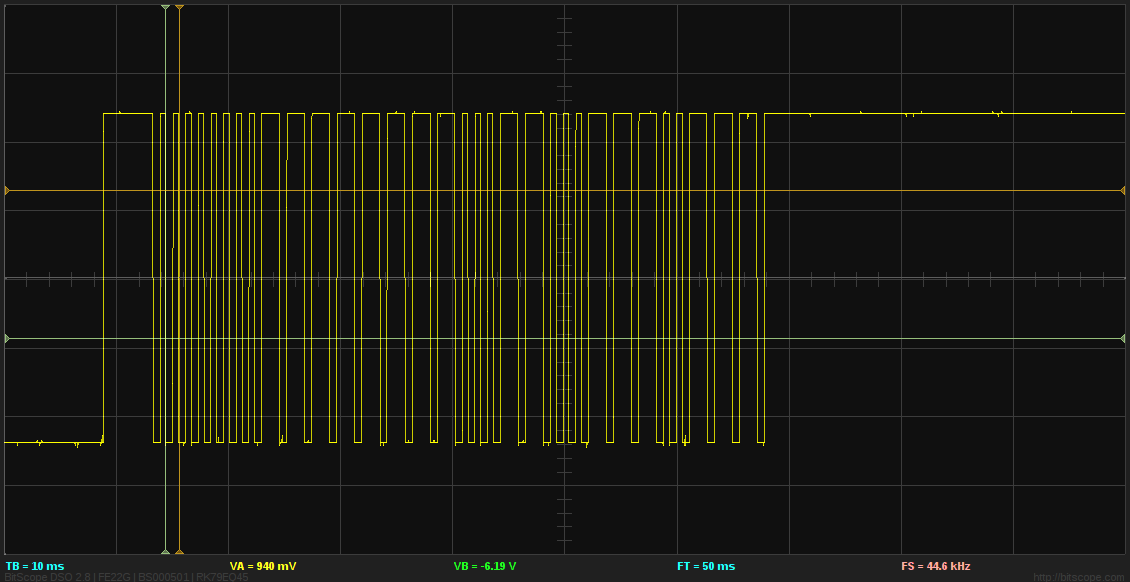 TB = 10 ms VA = 940 mV VB = -6.19 V FT = 50 ms FS = 44.6 kHz
BitScope DSO 2.8 | FE22G | BS000501 | PK79EQ45 http://bitscope.com